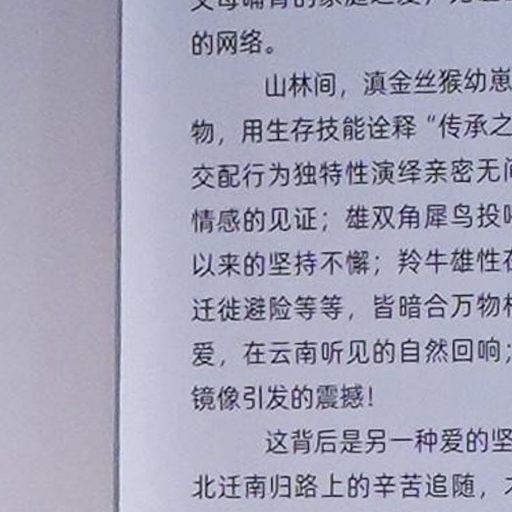 的网络。
山林间，滇金丝猴幼崽
物，用生存技能诠释“传承之
交配行为独特性演绎亲密无间
情感的见证；雄双角犀鸟投
以来的坚持不懈；羚牛雄性在
迁徙避险等等，皆暗合万物
爱，在云南听见的自然回响；
镜像引发的震撼！
这背后是另一种爱的坚
北迁南归路上的辛苦追随，